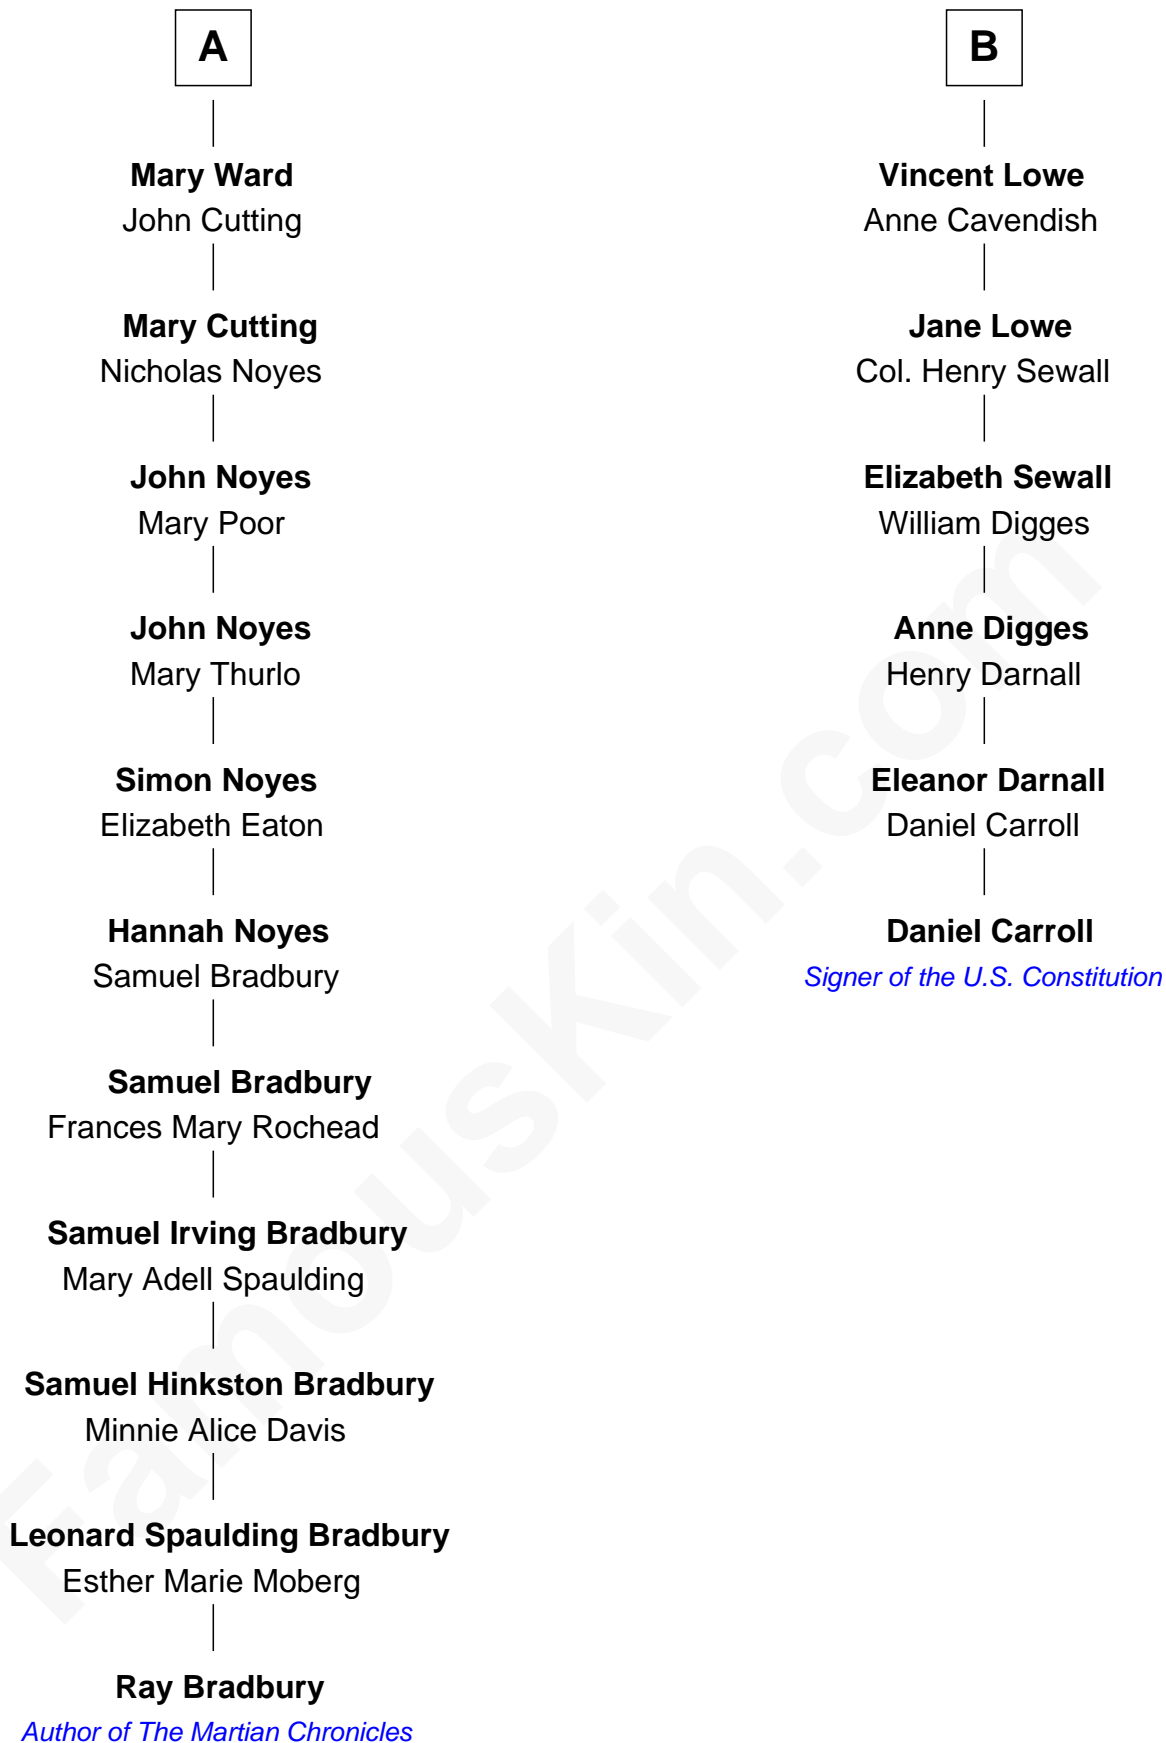 A
Mary Ward
John Cutting
Mary Cutting
Nicholas Noyes
John Noyes
Mary Poor
John Noyes
Mary Thurlo
Simon Noyes
Elizabeth Eaton
Hannah Noyes
Samuel Bradbury
Samuel Bradbury
Frances Mary Rochead
Samuel Irving Bradbury
Mary Adell Spaulding
Samuel Hinkston Bradbury
Minnie Alice Davis
Leonard Spaulding Bradbury
Esther Marie Moberg
Ray Bradbury
Author of The Martian Chronicles
B
Vincent Lowe
Anne Cavendish
Jane Lowe
Col. Henry Sewall
Elizabeth Sewall
William Digges
Anne Digges
Henry Darnall
Eleanor Darnall
Daniel Carroll
Daniel Carroll
Signer of the U.S. Constitution
FamousKin.com